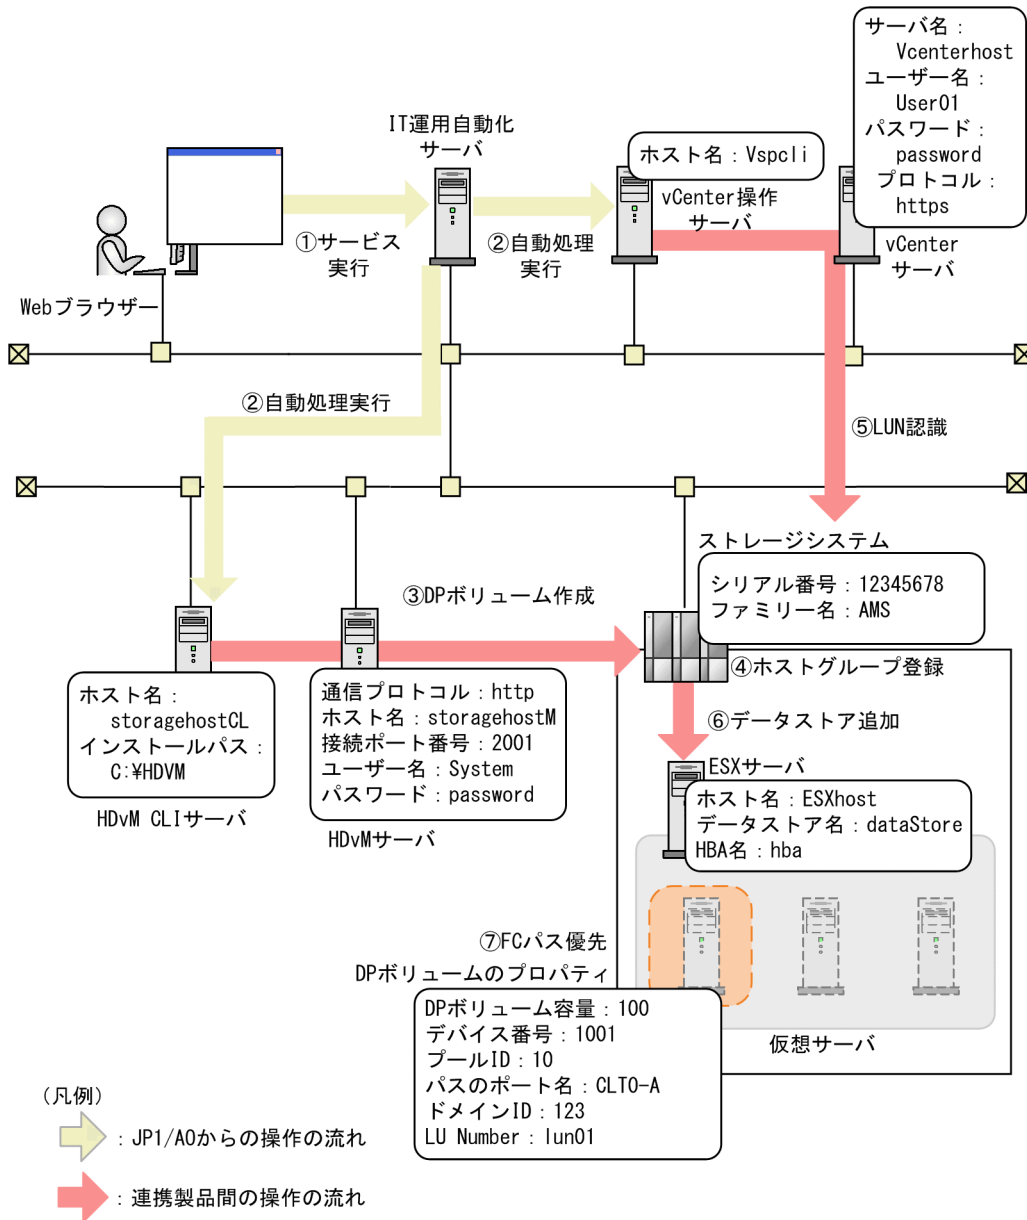 サーバ名：
Vcenterhost
ユーザー名：
User01
パスワード：
password
プロトコル：
https
IT運用自動化
サーバ
ホスト名：Vspcli
vCenter操作
サーバ
vCenter
サーバ
①サービス
実行
②自動処理
実行
Webブラウザー
②自動処理実行
⑤LUN認識
ストレージシステム
シリアル番号：12345678
ファミリー名：AMS
③DPボリューム作成
④ホストグループ登録
ホスト名：
storagehostCL
インストールパス：
C:¥HDVM
HDvM CLIサーバ
通信プロトコル：http
ホスト名：storagehostM
接続ポート番号：2001
ユーザー名：System
パスワード：password
HDvMサーバ
⑥データストア追加
ESXサーバ
ホスト名：ESXhost
データストア名：dataStore
HBA名：hba
⑦FCパス優先
DPボリュームのプロパティ
DPボリューム容量：100
デバイス番号：1001
プールID：10
パスのポート名：CLT0-A
ドメインID：123
LU Number：lun01
仮想サーバ
(凡例)
：JP1/AOからの操作の流れ
：連携製品間の操作の流れ